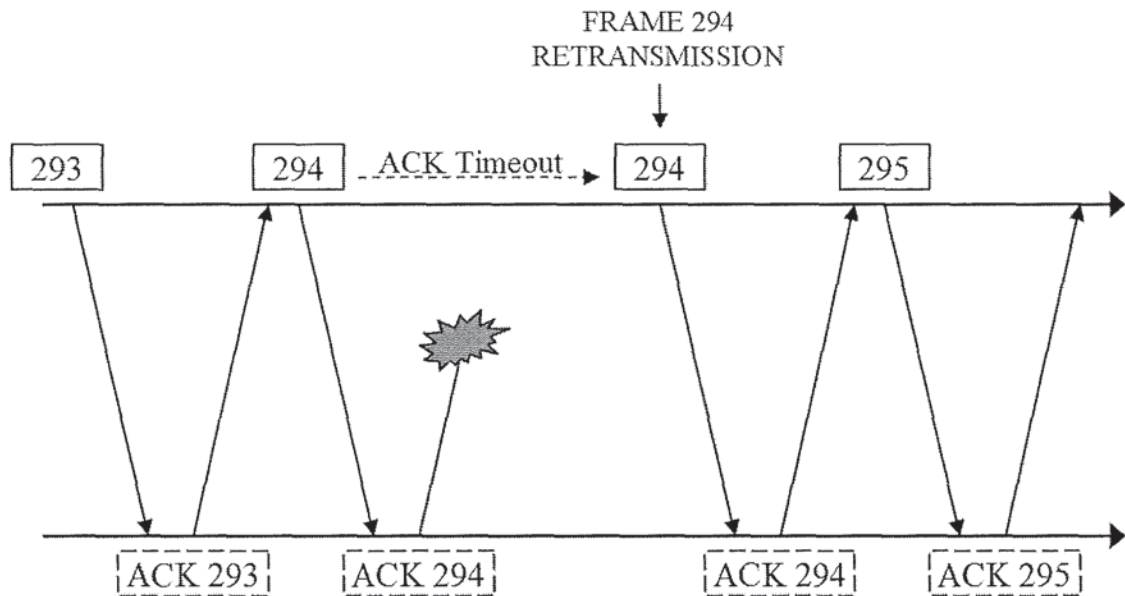 FRAME 294
RETRANSMISSION
293
294
ACK Timeout
294
295
ACK 293
ACK 294
ACK 294
ACK 295